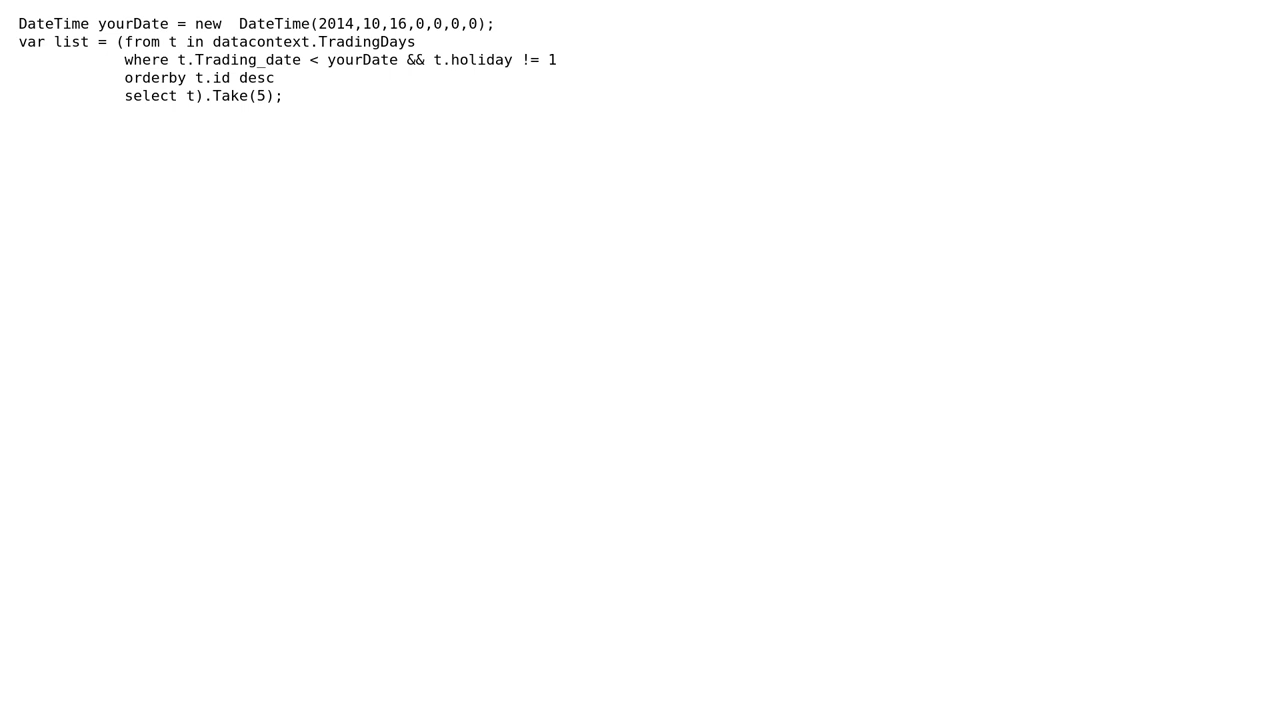 DateTime yourDate = new  DateTime(2014,10,16,0,0,0,0);
var list = (from t in datacontext.TradingDays
            where t.Trading_date < yourDate && t.holiday != 1
            orderby t.id desc
            select t).Take(5);